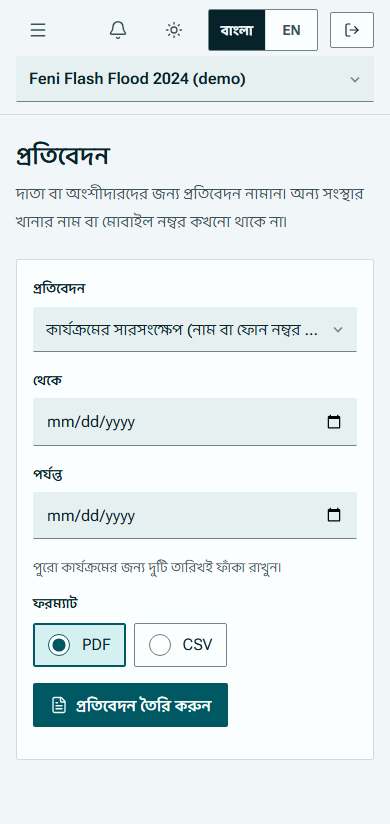 বাংলা
EN
Feni Flash Flood 2024 (demo)
প্রতিবেদন
দাতা বা অংশীদারদের জন্য প্রতিবেদন নামান। অন্য সংস্থার
খানার নাম বা মোবাইল নম্বর কখনো থাকে না।
প্রতিবেদন
কার্যক্রমের সারসংক্ষেপ (নাম বা ফোন নম্বর ...
থেকে
mm/dd/yyyy
পর্যন্ত
mm/dd/yyyy
পুরো কার্যক্রমের জন্য দুটি তারিখই ফাঁকা রাখুন।
ফরম্যাট
PDF
CSV
প্রতিবেদন তৈরি করুন